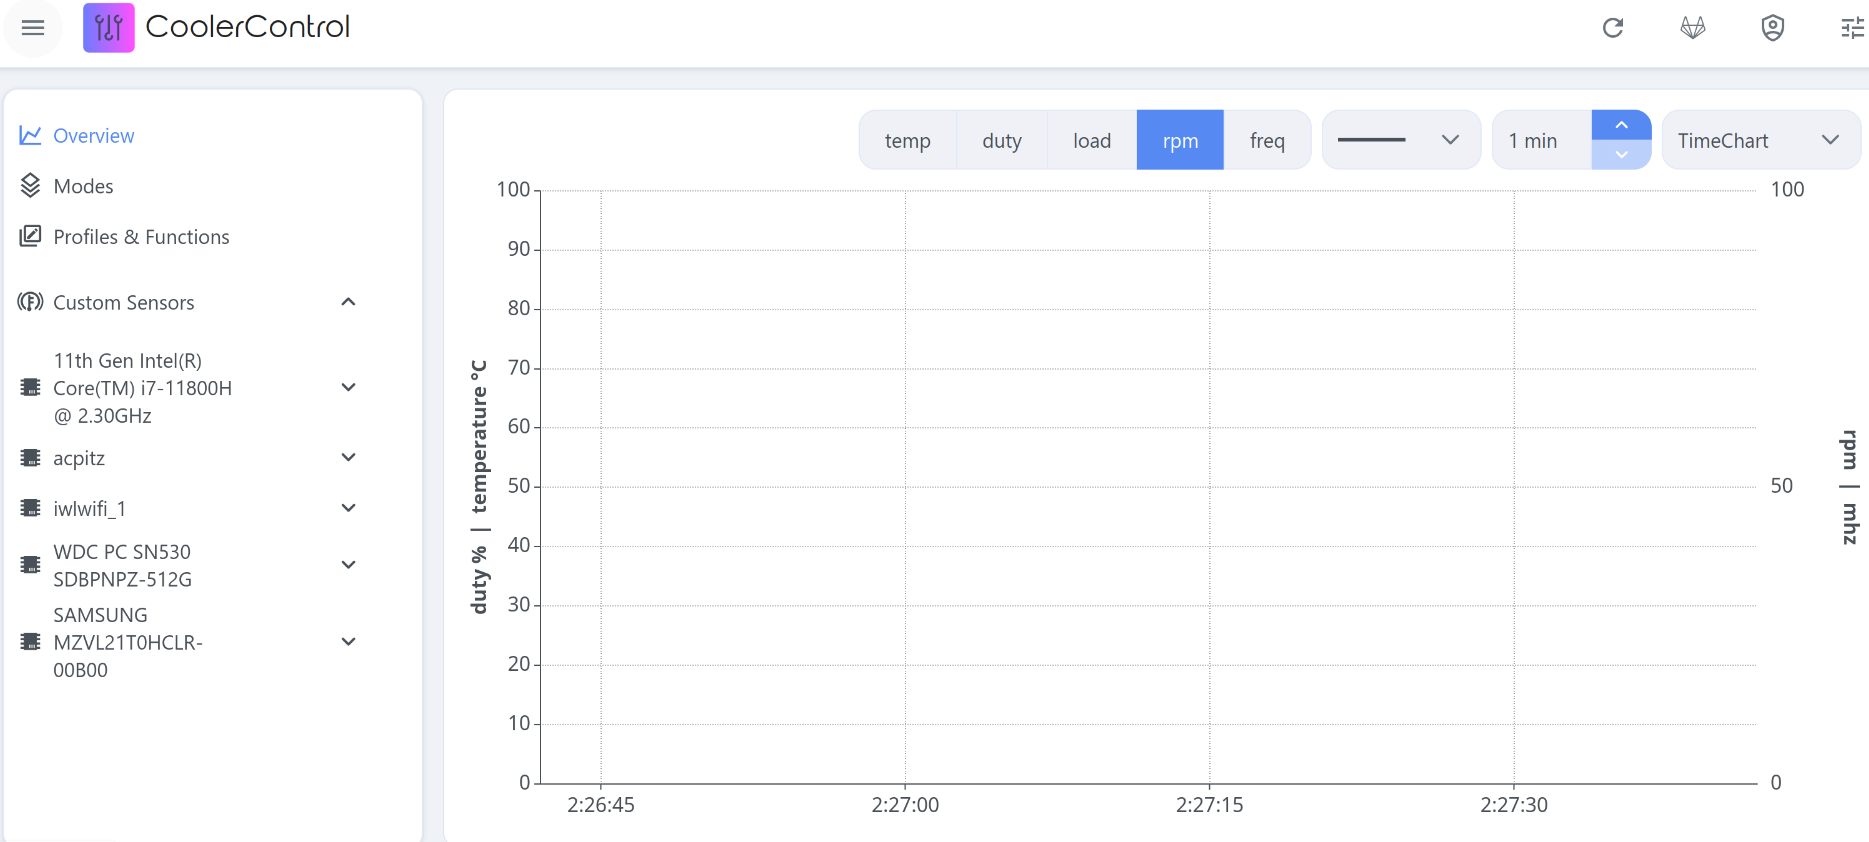 CoolerControl
Overview
Modes
Profiles & Functions
Custom Sensors
11th Gen Intel(R)
Core(TM) i7-11800H
@ 2.30GHz
acpitz
iwlwifi_1
WDC PC SN530
SDBPNPZ-512G
SAMSUNG
MZVL21T0HCLR-
00B00
temp duty load rpm freq 1 min TimeChart
duty % | temperature °C
100
90
80
70
60
50
40
30
20
10
0
2:26:45 2:27:00 2:27:15 2:27:30
100
50
0
rpm | mhz